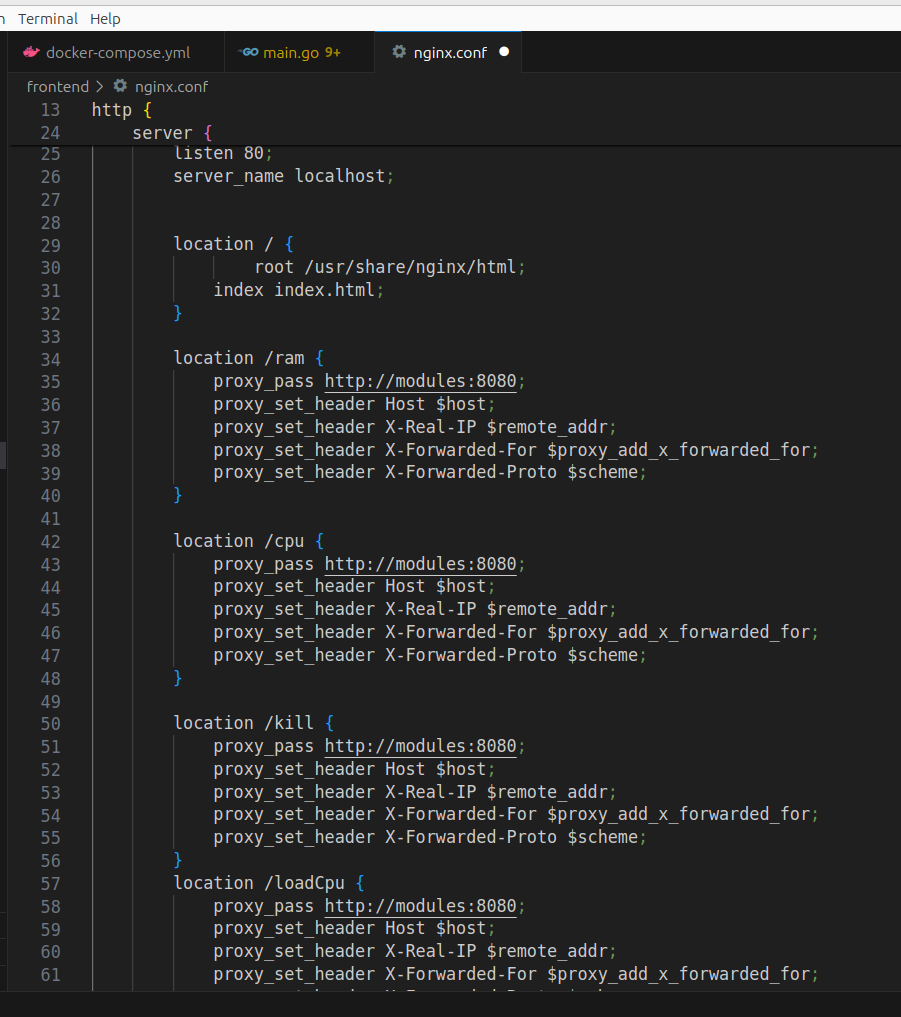 Terminal Help
docker-compose.yml GO main.go 9+ nginx.conf
frontend > nginx.conf
13 http {
24 server {
25 listen 80;
26 server_name localhost;
27
28
29 location / {
30 root /usr/share/nginx/html;
31 index index.html;
32 }
33
34 location /ram {
35 proxy_pass http://modules:8080;
36 proxy_set_header Host $host;
37 proxy_set_header X-Real-IP $remote_addr;
38 proxy_set_header X-Forwarded-For $proxy_add_x_forwarded_for;
39 proxy_set_header X-Forwarded-Proto $scheme;
40 }
41
42 location /cpu {
43 proxy_pass http://modules:8080;
44 proxy_set_header Host $host;
45 proxy_set_header X-Real-IP $remote_addr;
46 proxy_set_header X-Forwarded-For $proxy_add_x_forwarded_for;
47 proxy_set_header X-Forwarded-Proto $scheme;
48 }
49
50 location /kill {
51 proxy_pass http://modules:8080;
52 proxy_set_header Host $host;
53 proxy_set_header X-Real-IP $remote_addr;
54 proxy_set_header X-Forwarded-For $proxy_add_x_forwarded_for;
55 proxy_set_header X-Forwarded-Proto $scheme;
56 }
57 location /loadCpu {
58 proxy_pass http://modules:8080;
59 proxy_set_header Host $host;
60 proxy_set_header X-Real-IP $remote_addr;
61 proxy_set_header X-Forwarded-For $proxy_add_x_forwarded_for;